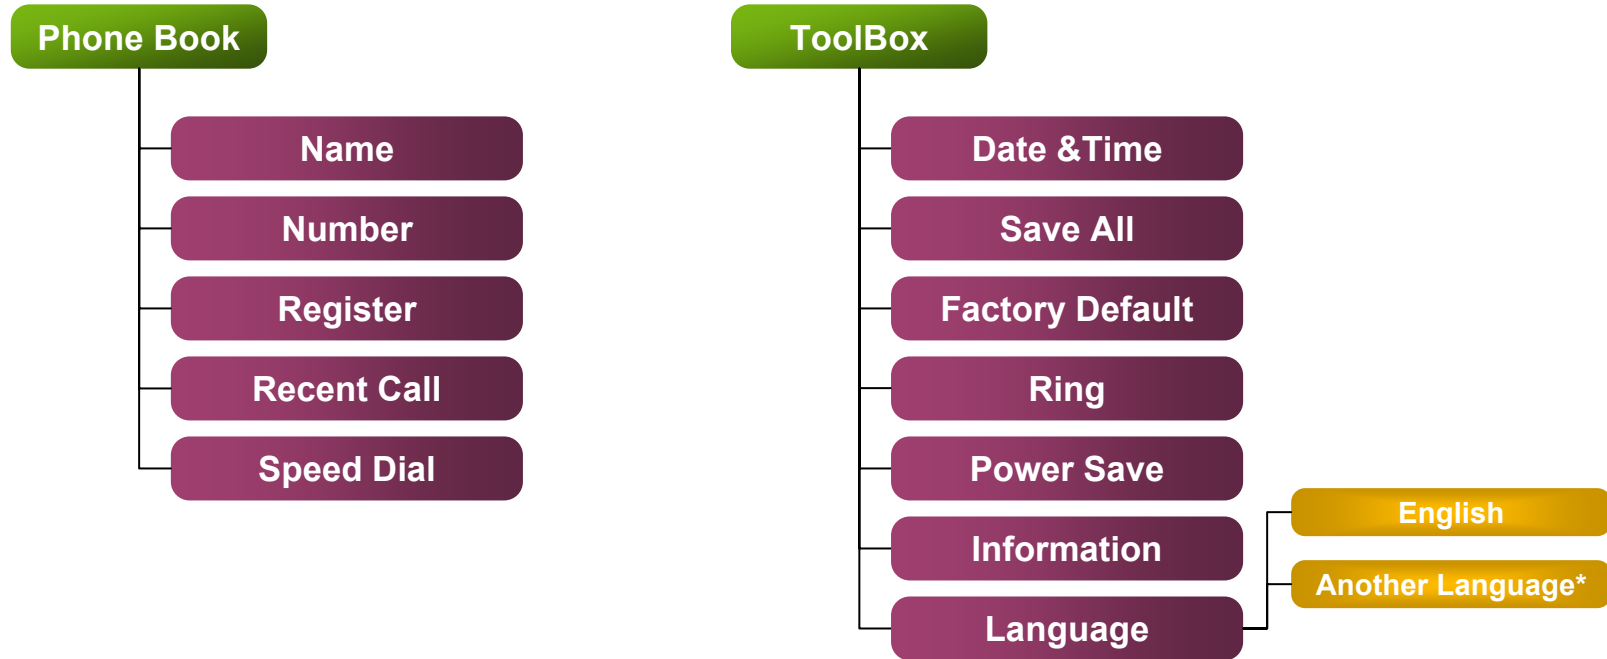 Phone Book
Name
Number
Register
Recent Call
Speed Dial
ToolBox
Date &Time
Save All
Factory Default
Ring
Power Save
Information
Language
English
Another Language*